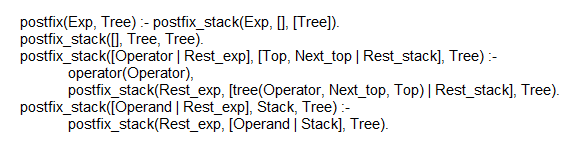 postfix(Exp, Tree) :- postfix_stack(Exp, [], [Tree]).
postfix_stack([], Tree, Tree).
postfix_stack([Operator | Rest_exp], [Top, Next_top | Rest_stack], Tree) :-
operator(Operator),
postfix_stack(Rest_exp, [tree(Operator, Next_top, Top) | Rest_stack], Tree).
postfix_stack([Operand | Rest_exp], Stack, Tree) :-
postfix_stack(Rest_exp, [Operand | Stack], Tree).